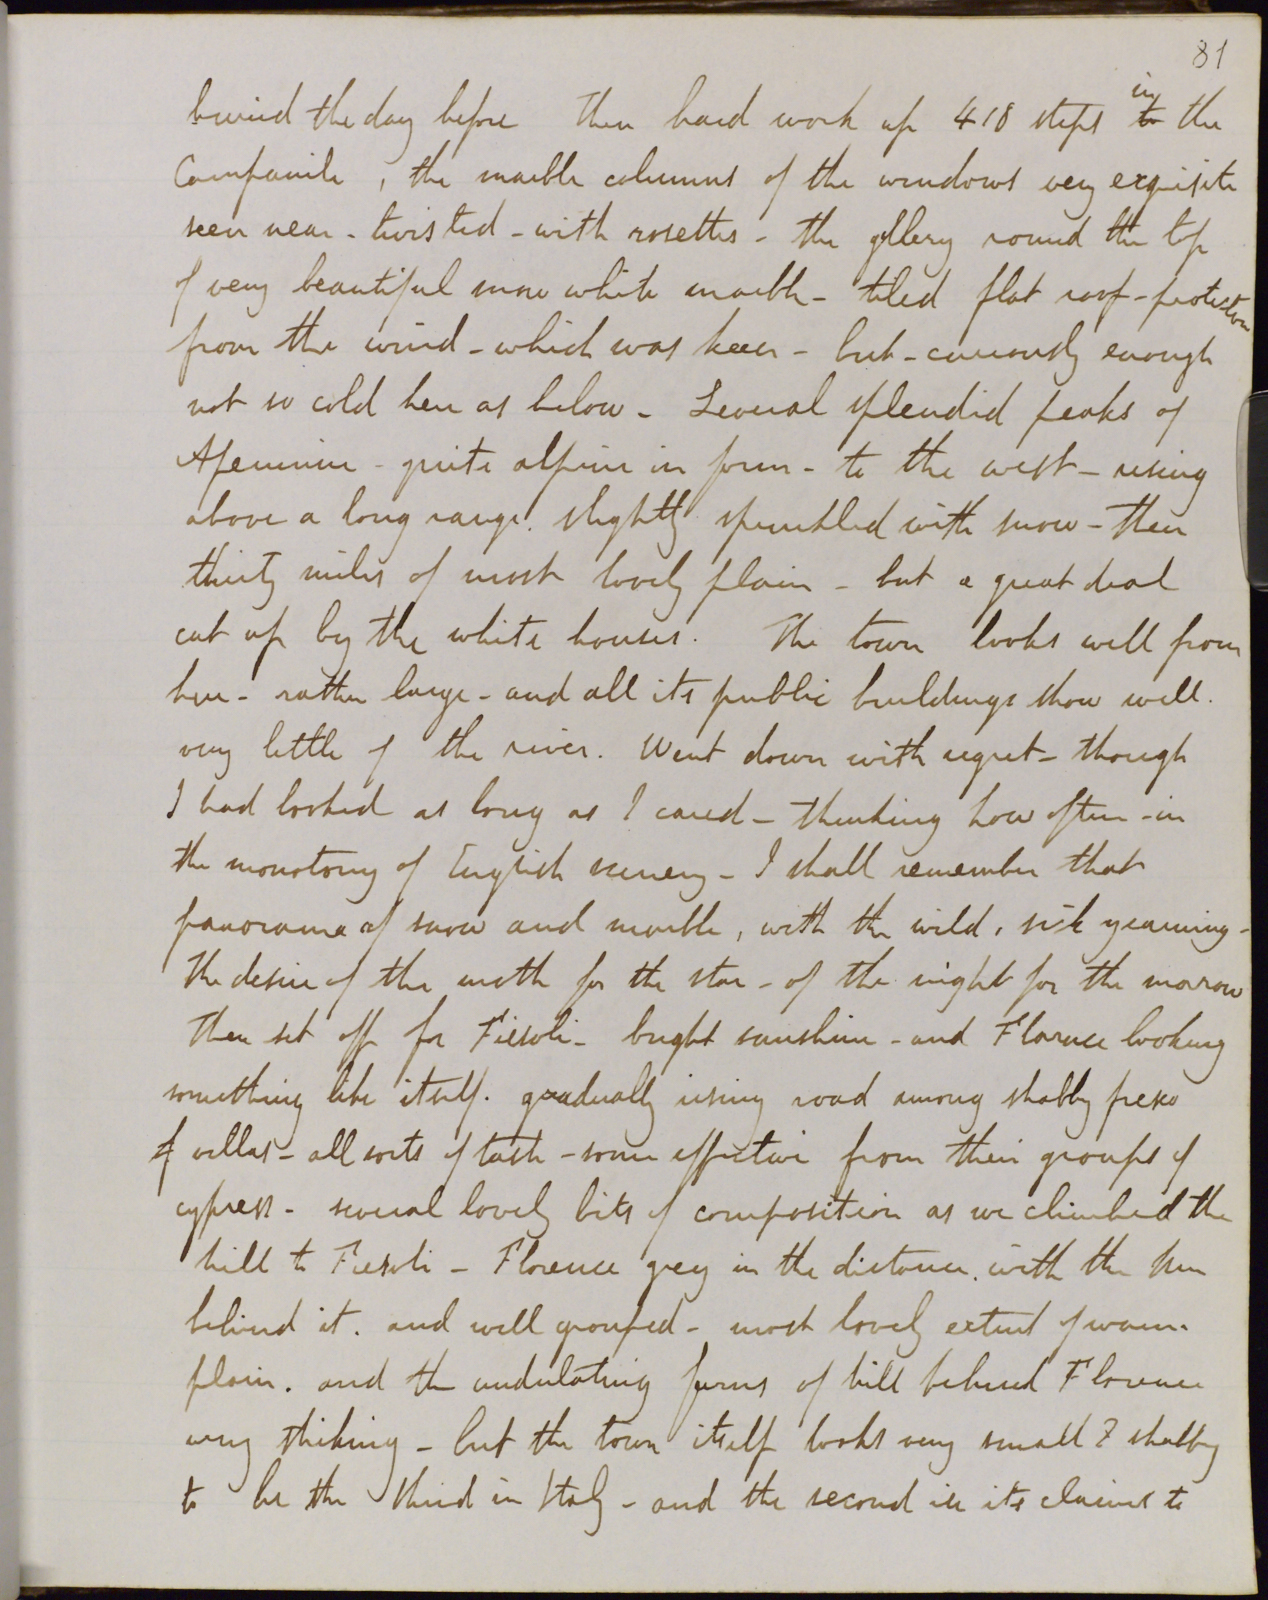 81
buried the day before Then hard work up 418 steps in to the
Campanile, the marble columns of the windows very exquisite
seen near - twisted - with rosettes - the gallery round the top
of very beautiful snow white marble - tiled flat roof - protection
from the wind - which was keen - but - curiously enough
not so cold here as below - Several splendid peaks of
Apennine - quite alpine in form - to the west - rising
above a long range. slightly sprinkled with snow - then
thirty miles of most lovely plain - but a great deal
cut up by the white houses. The town looks well from
here - rather large - and all its public buildings show well.
very little of the river. Went down with regret - though
I had looked as long as I cared - thinking how often - in
the monotony of English scenery - I shall remember that
panorama of snow and marble, with the wild, sick yearning -
the desire of the moth for the star - of the night for the morrow
Then set off for Fiesole - bright sunshine - and Florence looking
something like itself. gradually rising road among shabby fresco
f villas - all sorts of taste - some effective from their groups of
cypress - several lovely bits of composition as we climbed the
hill to Fiesole - Florence grey in the distance. with the sun
behind it. and well grouped - most lovely extent of warm
plain. and the undulating forms of hill behind Florence
very striking - but the town itself looks very small & shabby
to be the third in Italy - and the second in its claims to